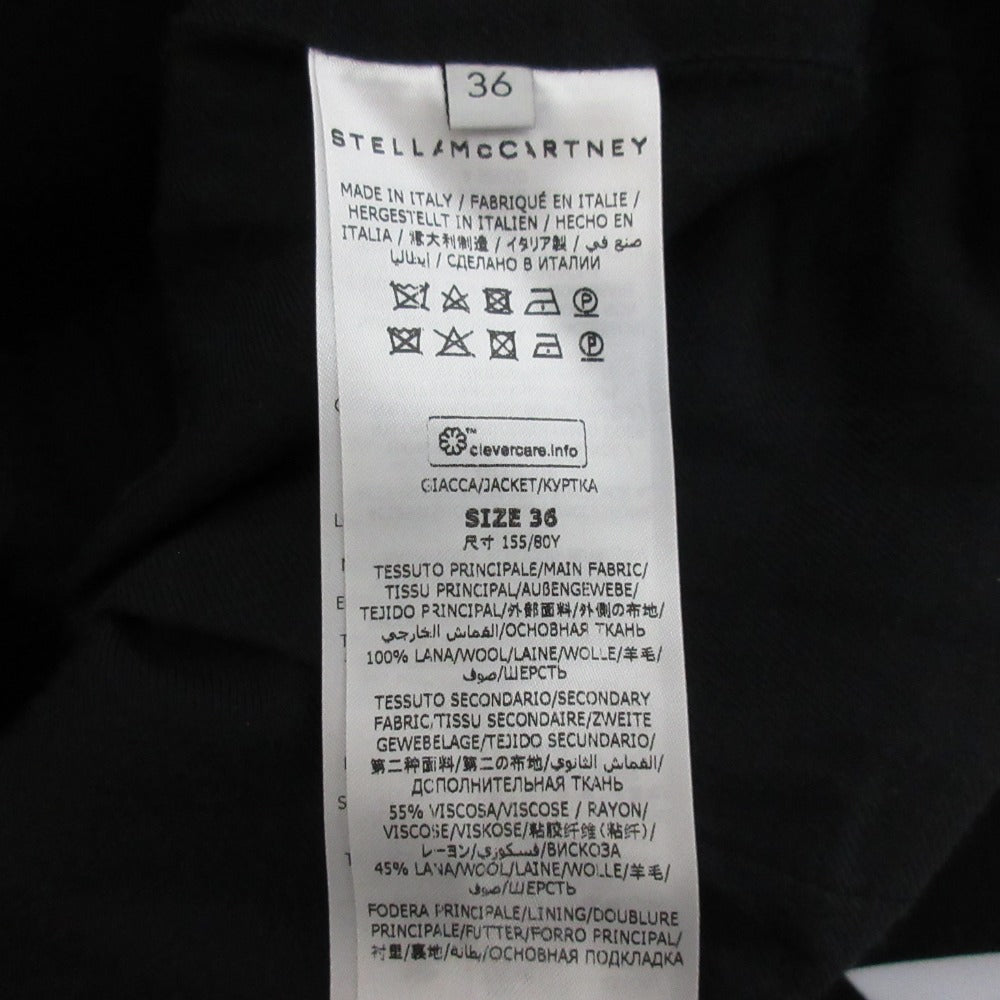 36
STELLA McCARTNEY
MADE IN ITALY / FABRIQUÉ EN ITALIE /
HERGESTELLT IN ITALIEN / HECHO EN
ITALIA / 意大利制造 / イタリア製 / صنع في
إيطاليا / СДЕЛАНО В ИТАЛИИ
clevercare.info™
GIACCA/JACKET/КУРТКА
SIZE 36
尺寸 155/80Y
TESSUTO PRINCIPALE/MAIN FABRIC/
TISSU PRINCIPAL/AUßENGEWEBE/
TEJIDO PRINCIPAL/外部面料/外側の布地/
القماش الخارجي/ОСНОВНАЯ ТКАНЬ
100% LANA/WOOL/LAINE/WOLLE/羊毛/
صوف/ШЕРСТЬ
TESSUTO SECONDARIO/SECONDARY
FABRIC/TISSU SECONDAIRE/ZWEITE
GEWEBELAGE/TEJIDO SECUNDARIO/
第二种面料/第二の布地/القماش الثانوي/
ДОПОЛНИТЕЛЬНАЯ ТКАНЬ
55% VISCOSA/VISCOSE / RAYON/
VISCOSE/VISKOSE/粘胶纤维(粘纤)/
レーヨン/فسكوزي/ВИСКОЗА
45% LANA/WOOL/LAINE/WOLLE/羊毛/
صوف/ШЕРСТЬ
FODERA PRINCIPALE/LINING/DOUBLURE
PRINCIPALE/FUTTER/FORRO PRINCIPAL/
衬里/裏地/بطانة/ОСНОВНАЯ ПОДКЛАДКА